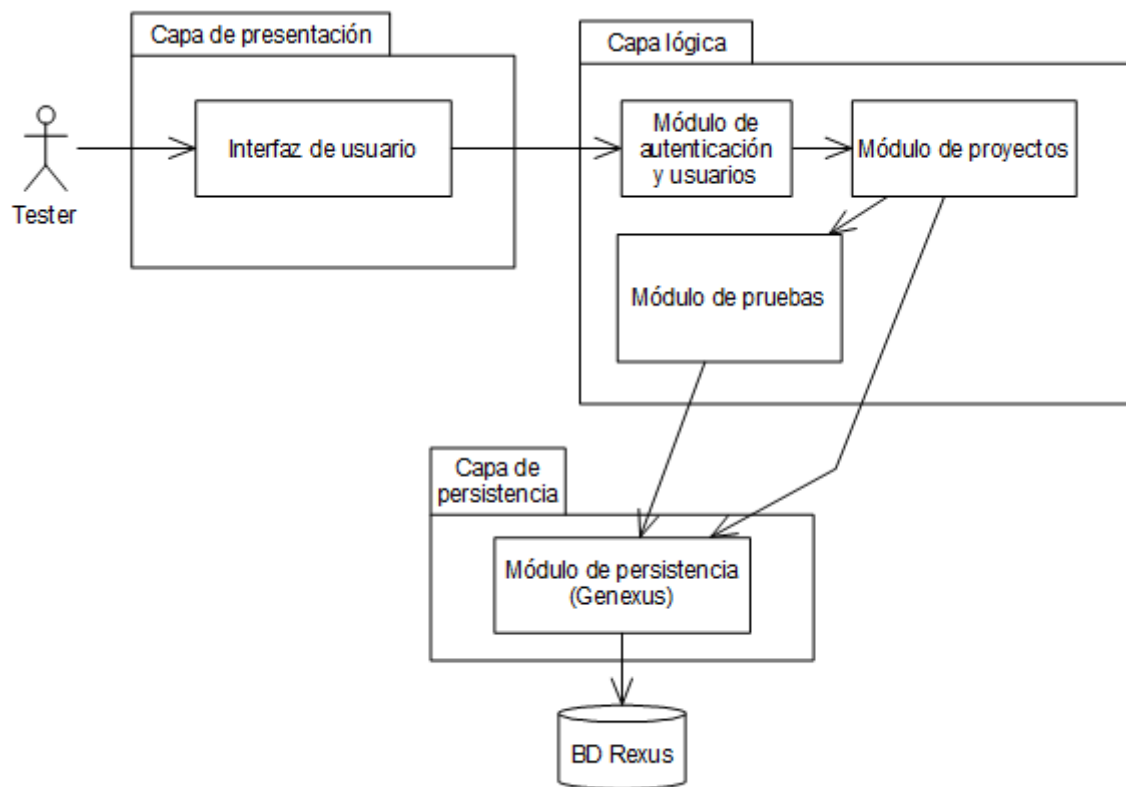 Capa de presentación
Capa lógica
Interfaz de usuario
Módulo de
autenticación
y usuarios
Módulo de proyectos
Tester
Módulo de pruebas
Capa de
persistencia
Módulo de persistencia
(Genexus)
BD Rexus